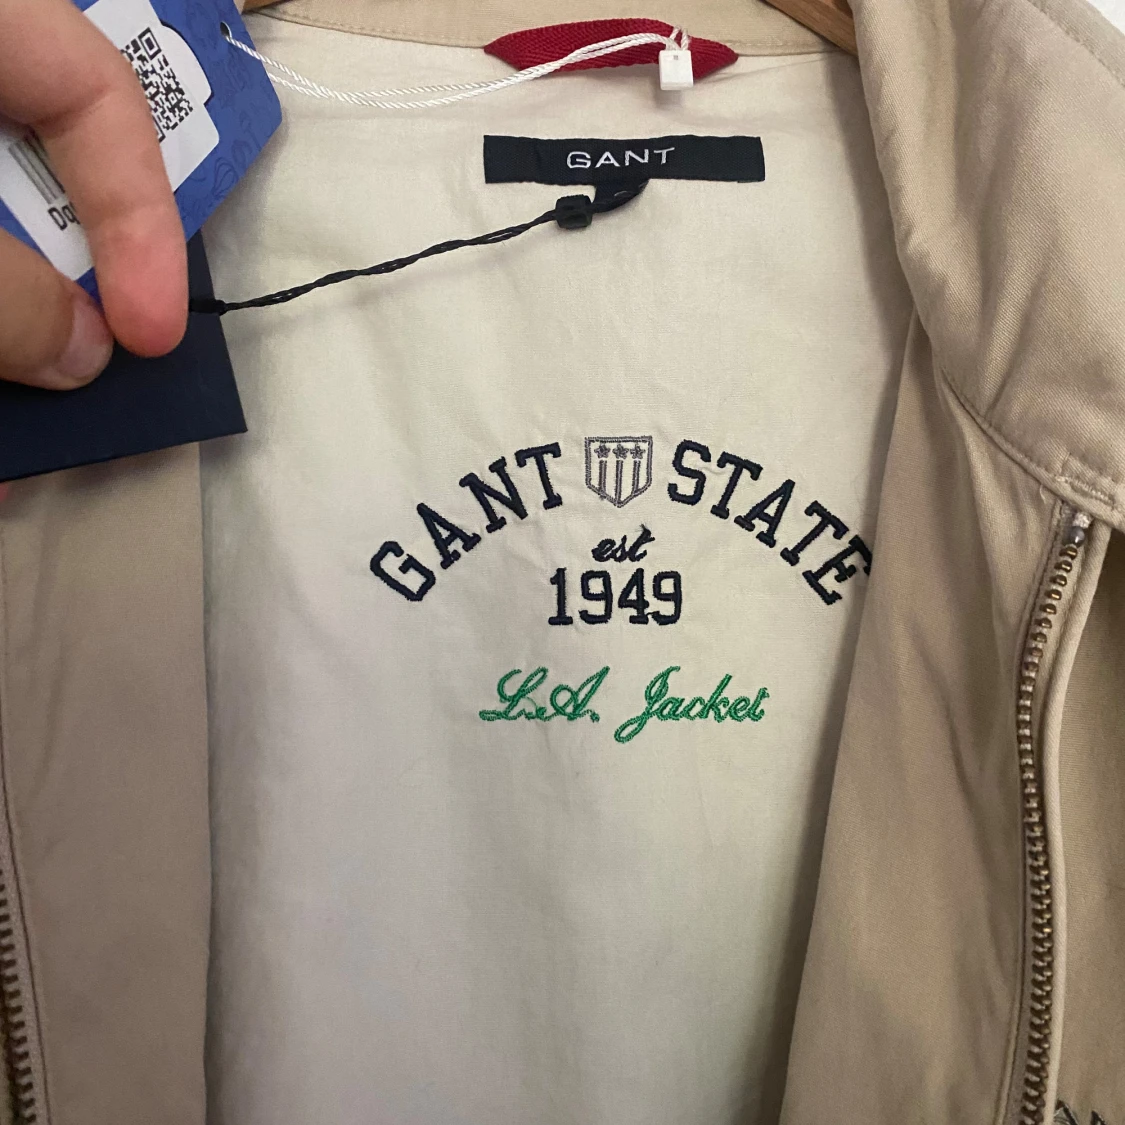 GANT
GANT STATE
est
1949
L.A. Jacket